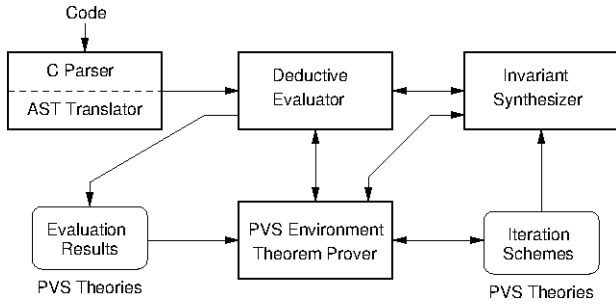 Code
C Parser
AST Translator
Deductive
Evaluator
Invariant
Synthesizer
Evaluation
Results
PVS Theories
PVS Environment
Theorem Prover
Iteration
Schemes
PVS Theories